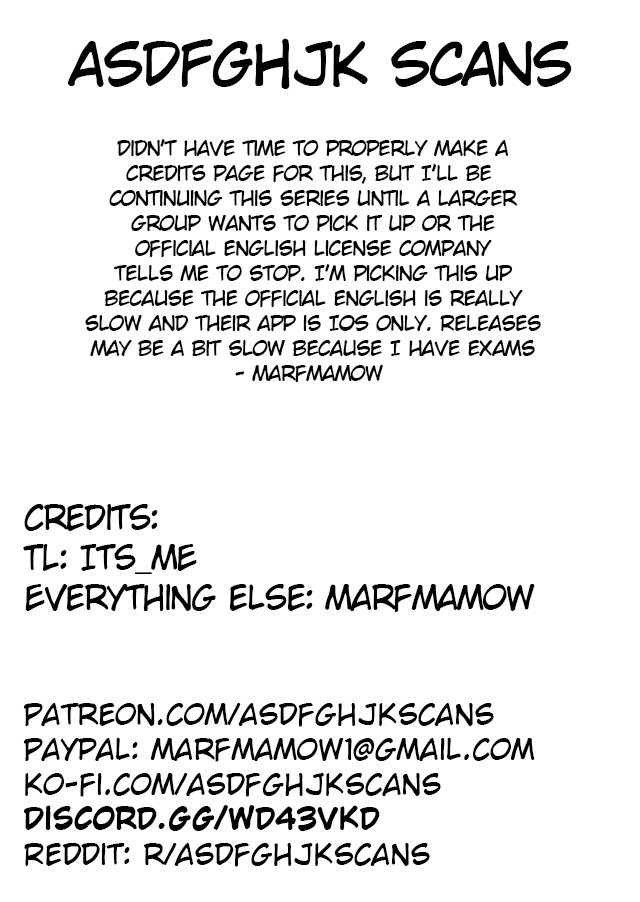 ASDFGHJK SCANS
DIDN'T HAVE TIME TO PROPERLY MAKE A
CREDITS PAGE FOR THIS, BUT I'LL BE
CONTINUING THIS SERIES UNTIL A LARGER
GROUP WANTS TO PICK IT UP OR THE
OFFICIAL ENGLISH LICENSE COMPANY
TELLS ME TO STOP. I'M PICKING THIS UP
BECAUSE THE OFFICIAL ENGLISH IS REALLY
SLOW AND THEIR APP IS IOS ONLY. RELEASES
MAY BE A BIT SLOW BECAUSE I HAVE EXAMS
- MARFMAMOW
CREDITS:
TL: ITS_ME
EVERYTHING ELSE: MARFMAMOW
PATREON.COM/ASDFGHJKSCANS
PAYPAL: MARFMAMOW1@GMAIL.COM
KO-FI.COM/ASDFGHJKSCANS
DISCORD.GG/WD43VKD
REDDIT: R/ASDFGHJKSCANS